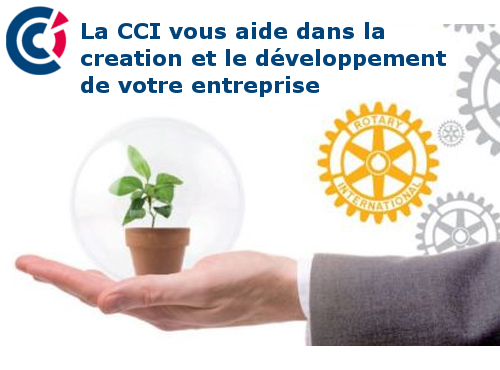 La CCI vous aide dans la
creation et le développement
de votre entreprise
ROTARY
INTERNATIONAL